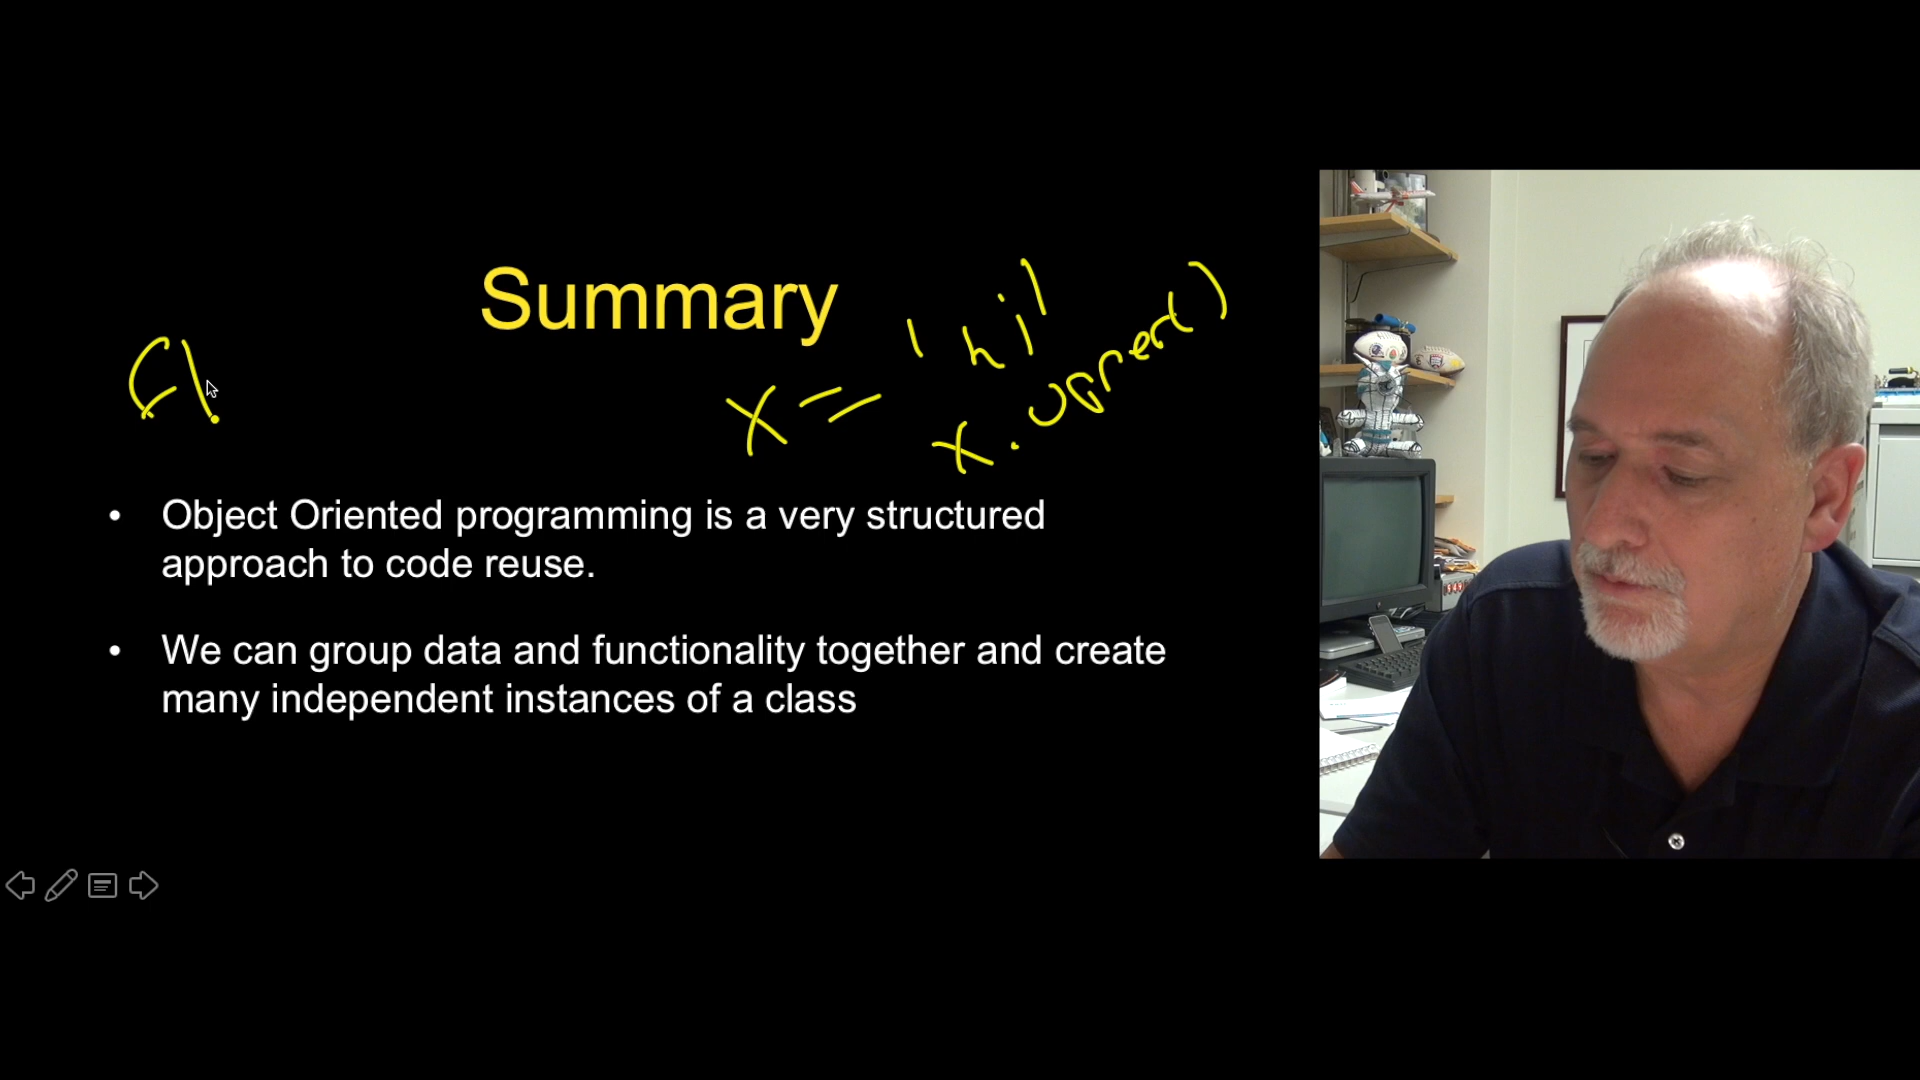 Summary
x = 'hi'
x.upper()
• Object Oriented programming is a very structured
approach to code reuse.
• We can group data and functionality together and create
many independent instances of a class